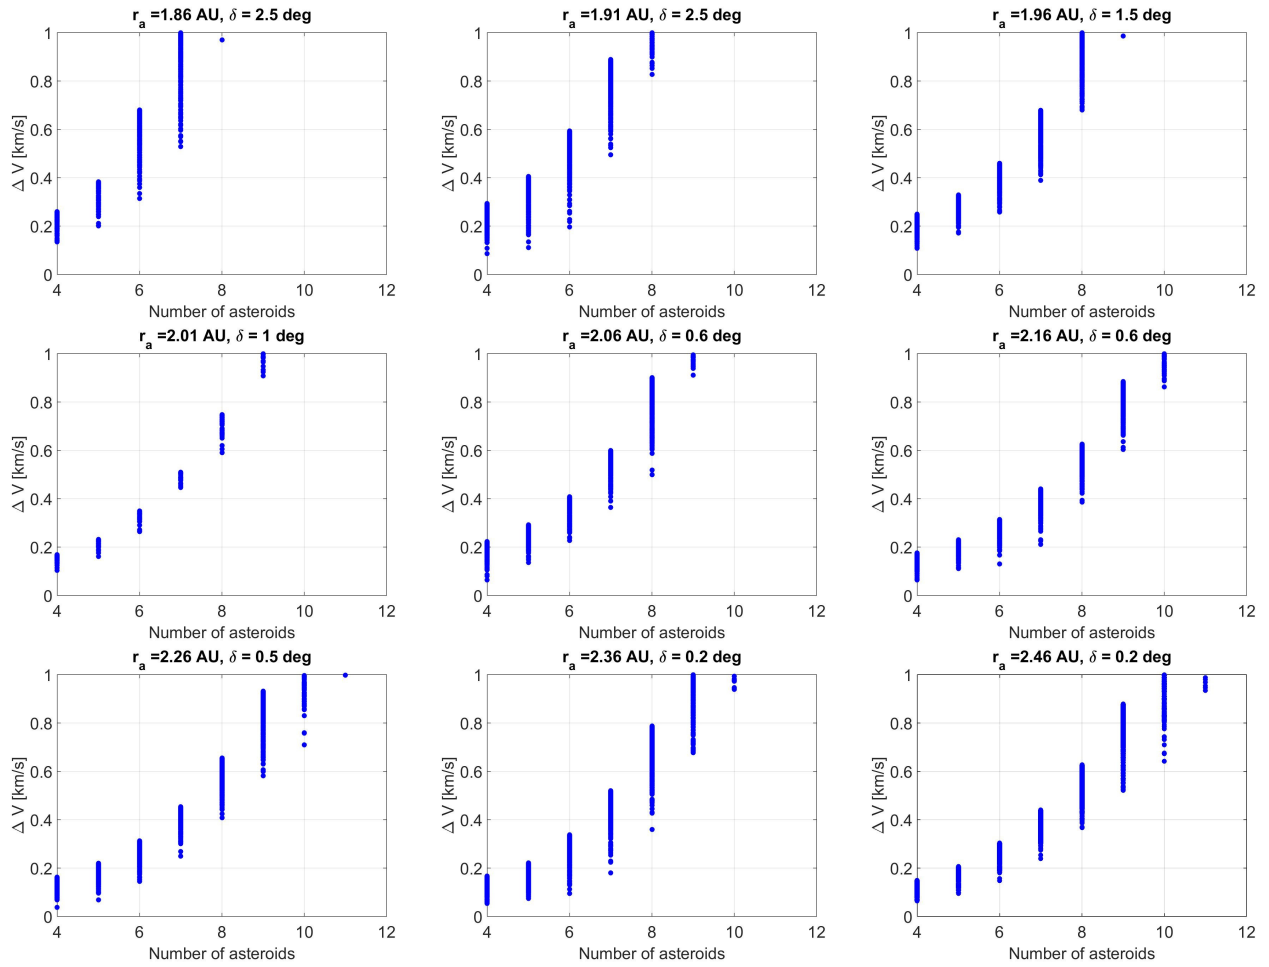 r_a =1.86 AU, δ = 2.5 deg
1
0.8
0.6
0.4
0.2
0
Δ V [km/s]
4 6 8 10 12
Number of asteroids
r_a =1.91 AU, δ = 2.5 deg
1
0.8
0.6
0.4
0.2
0
Δ V [km/s]
4 6 8 10 12
Number of asteroids
r_a =1.96 AU, δ = 1.5 deg
1
0.8
0.6
0.4
0.2
0
Δ V [km/s]
4 6 8 10 12
Number of asteroids
r_a =2.01 AU, δ = 1 deg
1
0.8
0.6
0.4
0.2
0
Δ V [km/s]
4 6 8 10 12
Number of asteroids
r_a =2.06 AU, δ = 0.6 deg
1
0.8
0.6
0.4
0.2
0
Δ V [km/s]
4 6 8 10 12
Number of asteroids
r_a =2.16 AU, δ = 0.6 deg
1
0.8
0.6
0.4
0.2
0
Δ V [km/s]
4 6 8 10 12
Number of asteroids
r_a =2.26 AU, δ = 0.5 deg
1
0.8
0.6
0.4
0.2
0
Δ V [km/s]
4 6 8 10 12
Number of asteroids
r_a =2.36 AU, δ = 0.2 deg
1
0.8
0.6
0.4
0.2
0
Δ V [km/s]
4 6 8 10 12
Number of asteroids
r_a =2.46 AU, δ = 0.2 deg
1
0.8
0.6
0.4
0.2
0
Δ V [km/s]
4 6 8 10 12
Number of asteroids